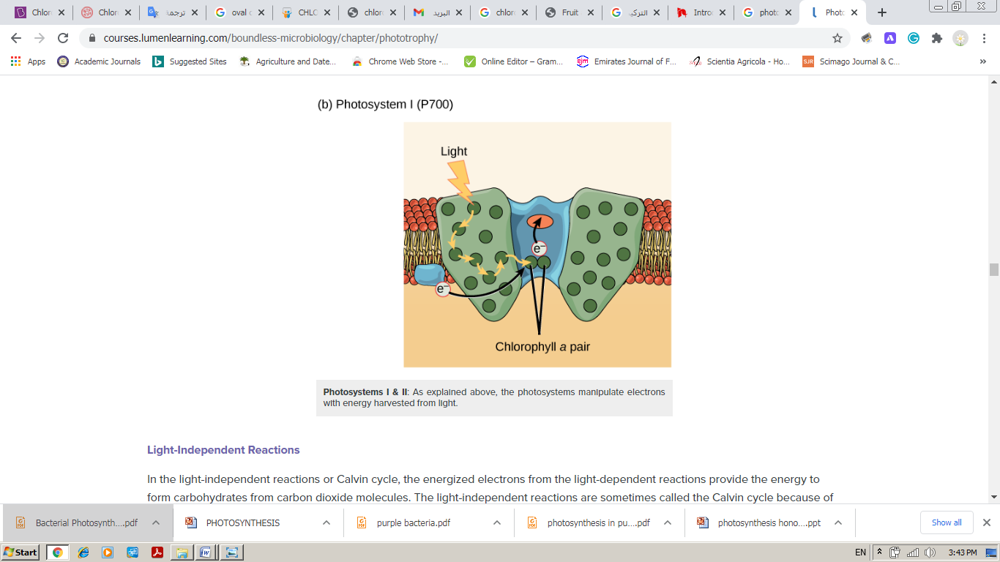 Chlor
Chlor
ترجمة
oval c
CHLC
chlor
البريد
chlor
Fruit
التركي
Intro
photo
Photo
courses.lumenlearning.com/boundless-microbiology/chapter/phototrophy/
Apps Academic Journals Suggested Sites Agriculture and Date... Chrome Web Store -... Online Editor – Gram... Emirates Journal of F... Scientia Agricola - Ho... SJR Scimago Journal & C... »
(b) Photosystem I (P700)
Light
e⁻
e⁻
Chlorophyll a pair
Photosystems I & II: As explained above, the photosystems manipulate electrons
with energy harvested from light.
Light-Independent Reactions
In the light-independent reactions or Calvin cycle, the energized electrons from the light-dependent reactions provide the energy to
form carbohydrates from carbon dioxide molecules. The light-independent reactions are sometimes called the Calvin cycle because of
Bacterial Photosynth....pdf PHOTOSYNTHESIS purple bacteria.pdf photosynthesis in pu....pdf photosynthesis hono....ppt Show all
Start EN 3:43 PM